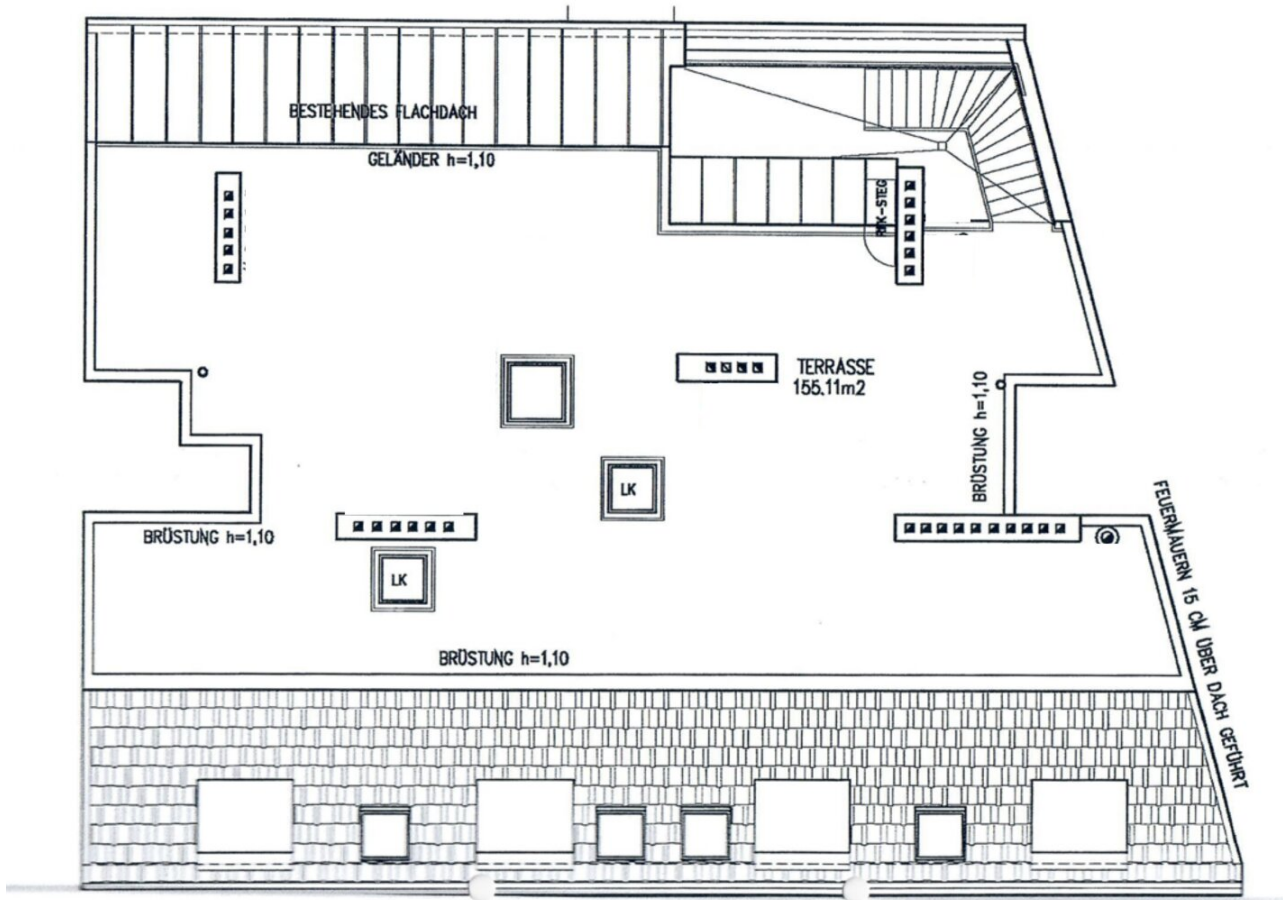 BESTEHENDES FLACHDACH
GELÄNDER h=1,10
RFK-STEG
TERRASSE
155,11m2
BRÜSTUNG h=1,10
LK
BRÜSTUNG h=1,10
LK
FEUERMAUERN 15 CM ÜBER DACH GEFÜHRT
BRÜSTUNG h=1,10